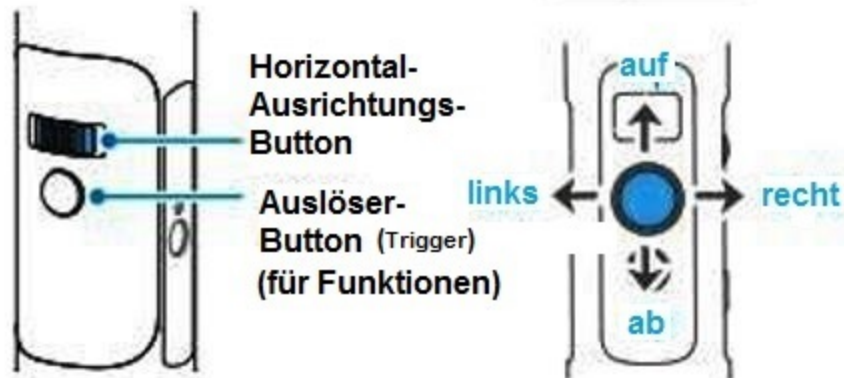 Horizontal-
Ausrichtungs-
Button
Auslöser-
Button (Trigger)
(für Funktionen)
auf
links
recht
ab